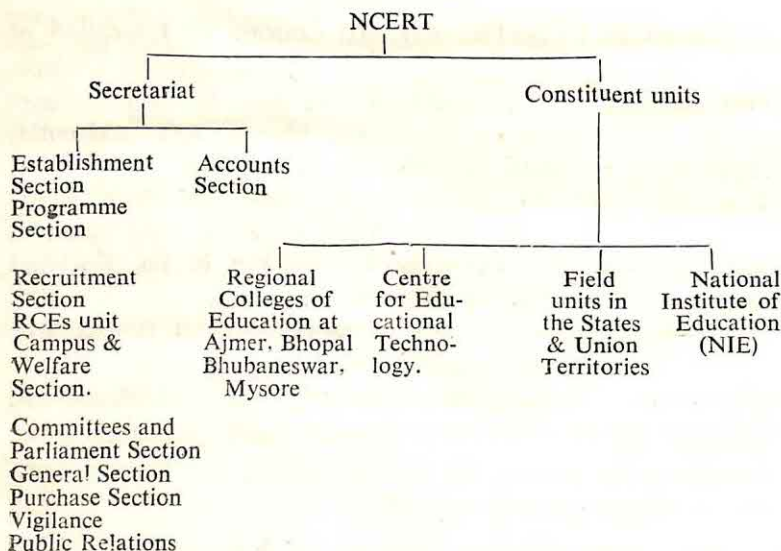 NCERT
Secretariat
Constituent units
Establishment
Section
Programme
Section
Accounts
Section
Recruitment
Section
RCEs unit
Campus &
Welfare
Section.
Committees and
Parliament Section
General Section
Purchase Section
Vigilance
Public Relations
Regional
Colleges of
Education at
Ajmer, Bhopal
Bhubaneswar,
Mysore
Centre
for Edu-
cational
Techno-
logy.
Field
units in
the States
& Union
Territories
National
Institute of
Education
(NIE)